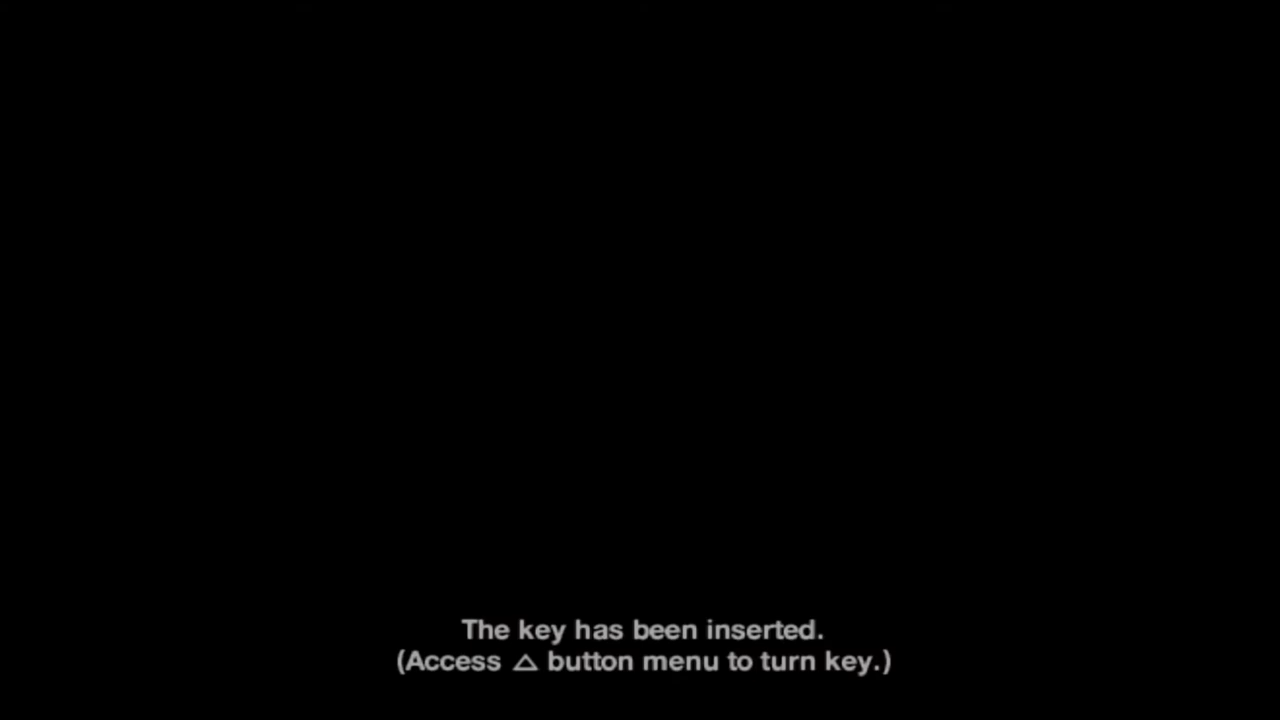 The key has been inserted.
(Access △ button menu to turn key.)